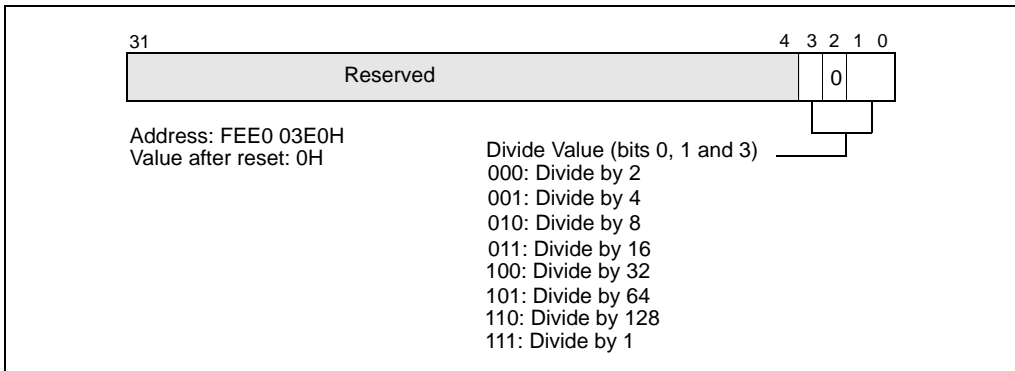 31 4 3 2 1 0
Reserved 0
Address: FEE0 03E0H
Value after reset: 0H
Divide Value (bits 0, 1 and 3)
000: Divide by 2
001: Divide by 4
010: Divide by 8
011: Divide by 16
100: Divide by 32
101: Divide by 64
110: Divide by 128
111: Divide by 1